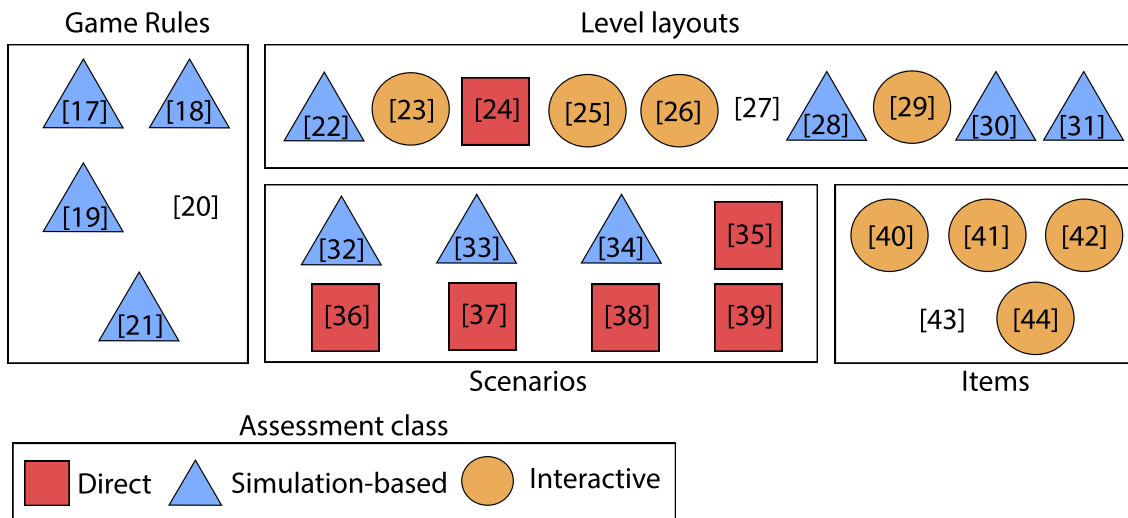 Game Rules
Level layouts
[17] [18]
[19] [20]
[21]
[22] [23] [24] [25] [26] [27] [28] [29] [30] [31]
[32] [33] [34] [35]
[36] [37] [38] [39]
Scenarios
[40] [41] [42]
[43] [44]
Items
Assessment class
Direct Simulation-based Interactive